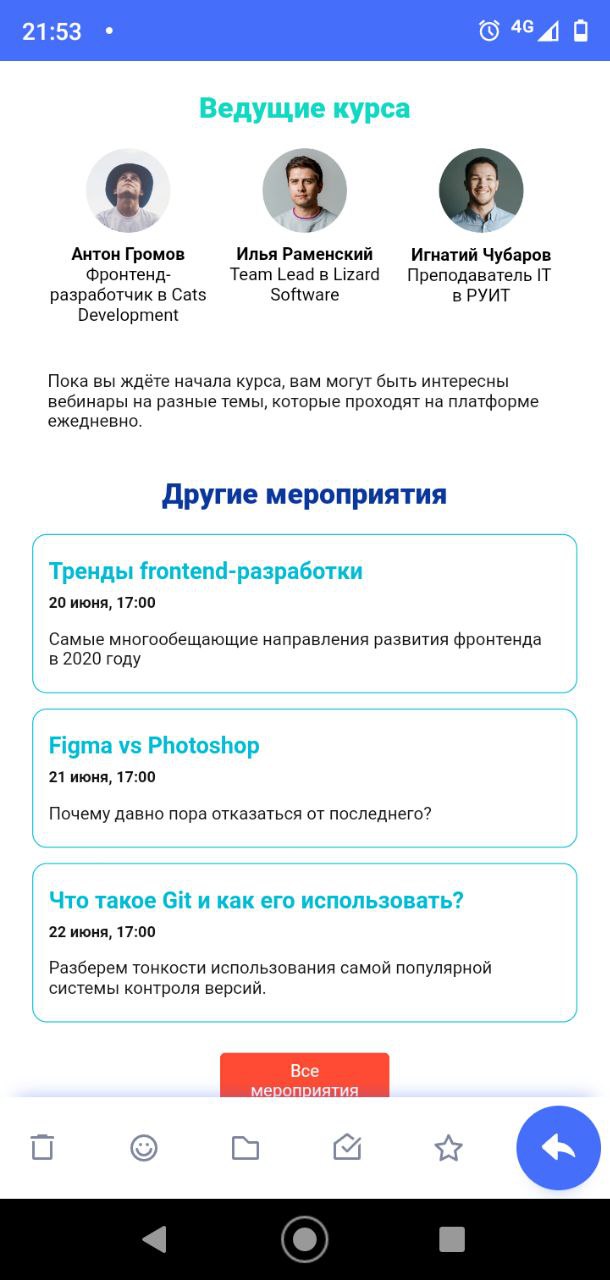 21:53
4G
Ведущие курса
Антон Громов
Фронтенд-
разработчик в Cats
Development
Илья Раменский
Team Lead в Lizard
Software
Игнатий Чубаров
Преподаватель IT
в РУИТ
Пока вы ждёте начала курса, вам могут быть интересны
вебинары на разные темы, которые проходят на платформе
ежедневно.
Другие мероприятия
Тренды frontend-разработки
20 июня, 17:00
Самые многообещающие направления развития фронтенда
в 2020 году
Figma vs Photoshop
21 июня, 17:00
Почему давно пора отказаться от последнего?
Что такое Git и как его использовать?
22 июня, 17:00
Разберем тонкости использования самой популярной
системы контроля версий.
Все
мероприятия